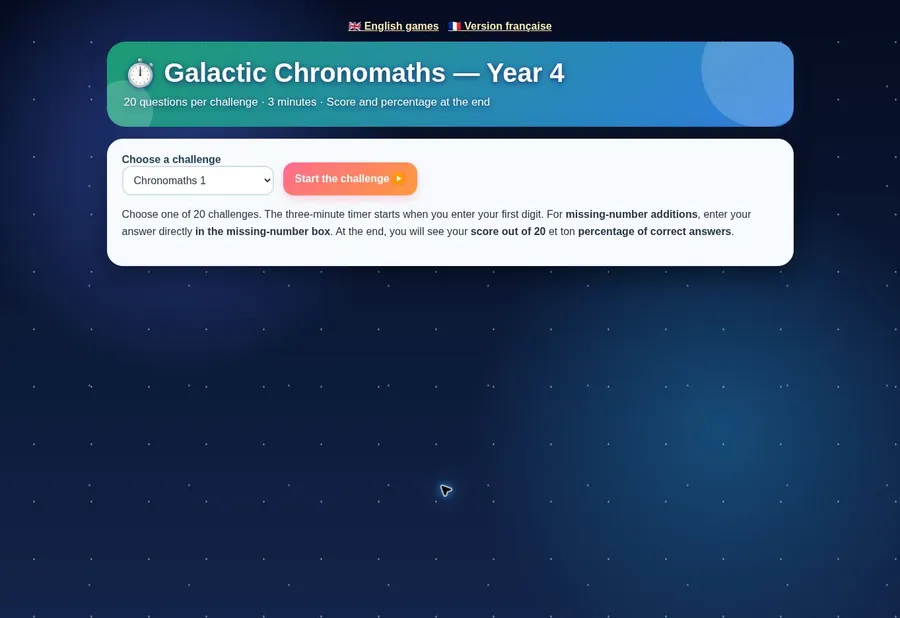 English games Version française
Galactic Chronomaths — Year 4
20 questions per challenge · 3 minutes · Score and percentage at the end
Choose a challenge
Chronomaths 1
Start the challenge
Choose one of 20 challenges. The three-minute timer starts when you enter your first digit. For missing-number additions, enter your
answer directly in the missing-number box. At the end, you will see your score out of 20 et ton percentage of correct answers.